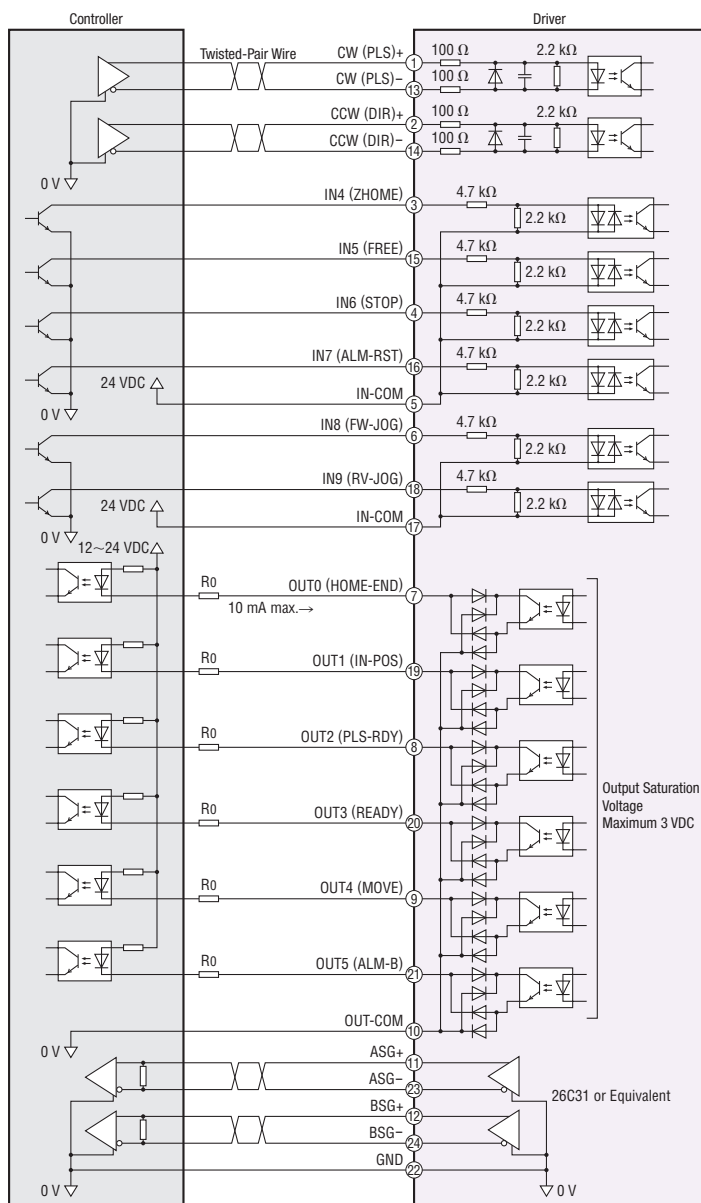 Controller
Driver
Twisted-Pair Wire
CW (PLS)+
1
100 Ω
2.2 kΩ
CW (PLS)−
13
100 Ω
CCW (DIR)+
2
100 Ω
2.2 kΩ
CCW (DIR)−
14
100 Ω
0 V
IN4 (ZHOME)
3
4.7 kΩ
2.2 kΩ
IN5 (FREE)
15
4.7 kΩ
2.2 kΩ
IN6 (STOP)
4
4.7 kΩ
2.2 kΩ
IN7 (ALM-RST)
16
4.7 kΩ
2.2 kΩ
24 VDC
IN-COM
5
0 V
IN8 (FW-JOG)
6
4.7 kΩ
2.2 kΩ
IN9 (RV-JOG)
18
4.7 kΩ
2.2 kΩ
24 VDC
IN-COM
17
0 V
12~24 VDC
R0
OUT0 (HOME-END)
7
10 mA max.→
R0
OUT1 (IN-POS)
19
R0
OUT2 (PLS-RDY)
8
Output Saturation
Voltage
Maximum 3 VDC
R0
OUT3 (READY)
20
R0
OUT4 (MOVE)
9
R0
OUT5 (ALM-B)
21
OUT-COM
10
0 V
ASG+
11
ASG−
23
26C31 or Equivalent
BSG+
12
BSG−
24
GND
22
0 V
0 V